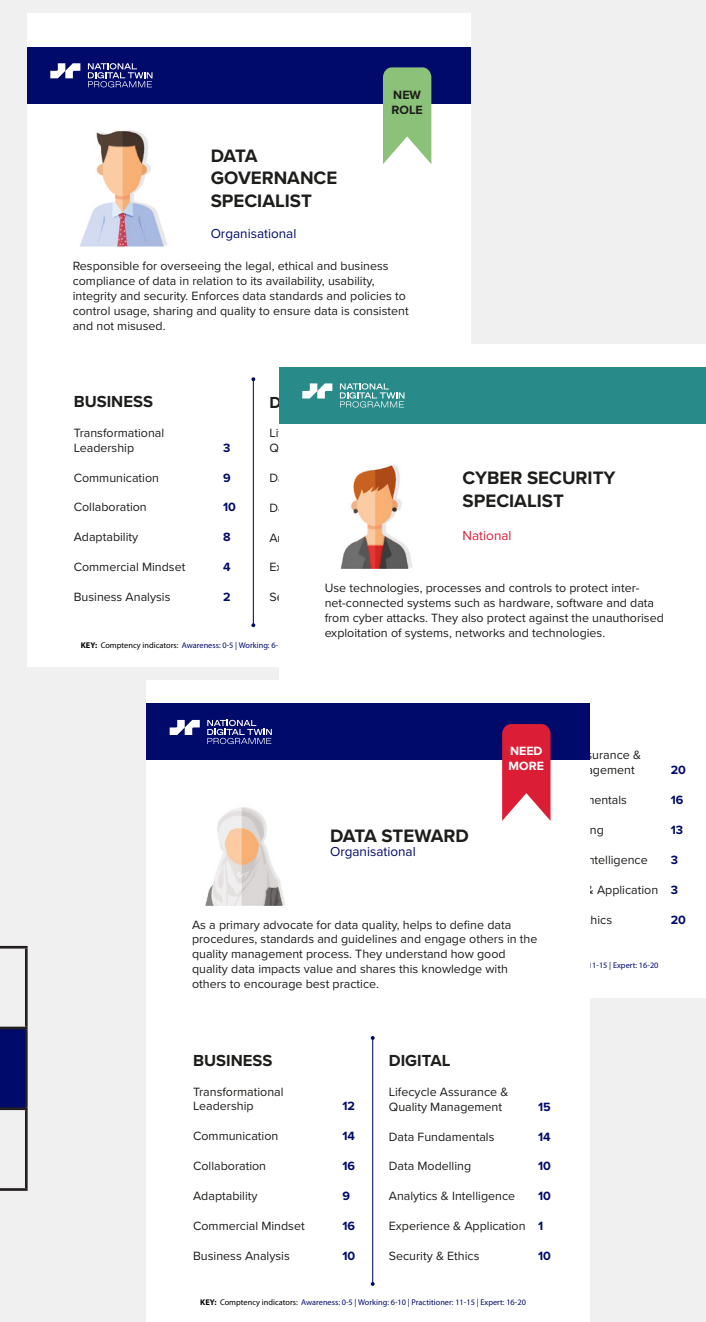 NATIONAL
DIGITAL TWIN
PROGRAMME
NEW
ROLE
DATA
GOVERNANCE
SPECIALIST
Organisational
Responsible for overseeing the legal, ethical and business
compliance of data in relation to its availability, usability,
integrity and security. Enforces data standards and policies to
control usage, sharing and quality to ensure data is consistent
and not misused.
BUSINESS
Transformational
Leadership 3
Communication 9
Collaboration 10
Adaptability 8
Commercial Mindset 4
Business Analysis 2
KEY: Comptency indicators: Awareness: 0-5 | Working: 6-
NATIONAL
DIGITAL TWIN
PROGRAMME
CYBER SECURITY
SPECIALIST
National
Use technologies, processes and controls to protect inter-
net-connected systems such as hardware, software and data
from cyber attacks. They also protect against the unauthorised
exploitation of systems, networks and technologies.
20
16
13
ntelligence 3
& Application 3
20
11-15 | Expert: 16-20
NATIONAL
DIGITAL TWIN
PROGRAMME
NEED
MORE
DATA STEWARD
Organisational
As a primary advocate for data quality, helps to define data
procedures, standards and guidelines and engage others in the
quality management process. They understand how good
quality data impacts value and shares this knowledge with
others to encourage best practice.
BUSINESS
Transformational
Leadership 12
Communication 14
Collaboration 16
Adaptability 9
Commercial Mindset 16
Business Analysis 10
DIGITAL
Lifecycle Assurance &
Quality Management 15
Data Fundamentals 14
Data Modelling 10
Analytics & Intelligence 10
Experience & Application 1
Security & Ethics 10
KEY: Comptency indicators: Awareness: 0-5 | Working: 6-10 | Practitioner: 11-15 | Expert: 16-20